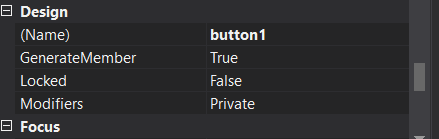 Design
(Name) button1
GenerateMember True
Locked False
Modifiers Private
Focus